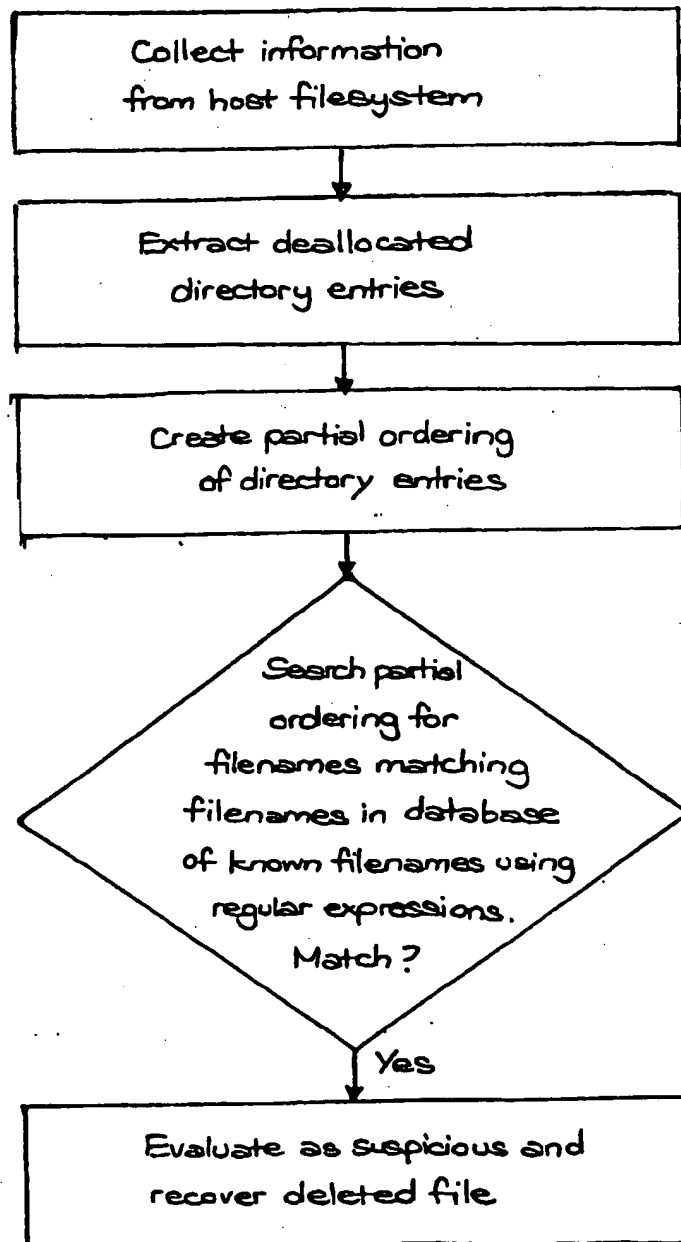 Collect information
from host filesystem
Extract deallocated
directory entries
Create partial ordering
of directory entries
Search partial
ordering for
filenames matching
filenames in database
of known filenames using
regular expressions.
Match?
Yes
Evaluate as suspicious and
recover deleted file